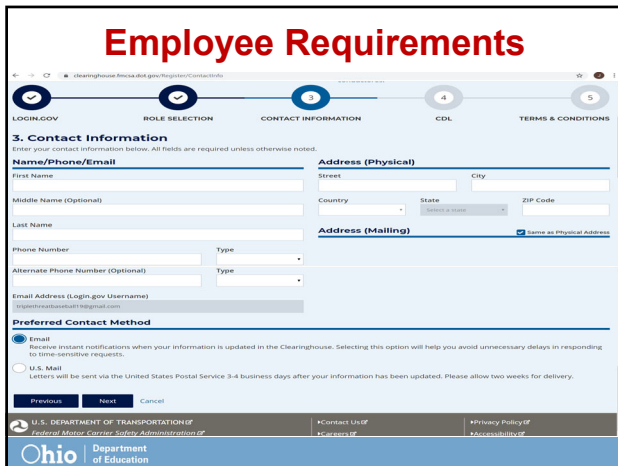 Employee Requirements
clearinghouse.fmcsa.dot.gov/Register/ContactInfo
3
4
5
LOGIN.GOV
ROLE SELECTION
CONTACT INFORMATION
CDL
TERMS & CONDITIONS
3. Contact Information
Enter your contact information below. All fields are required unless otherwise noted.
Name/Phone/Email
First Name
Middle Name (Optional)
Last Name
Phone Number
Type
Alternate Phone Number (Optional)
Type
Email Address (Login.gov Username)
triplethreatbaseball19@gmail.com
Address (Physical)
Street
City
Country
State
ZIP Code
Select a state
Address (Mailing)
Same as Physical Address
Preferred Contact Method
Email
Receive instant notifications when your information is updated in the Clearinghouse. Selecting this option will help you avoid unnecessary delays in responding
to time-sensitive requests.
U.S. Mail
Letters will be sent via the United States Postal Service 3-4 business days after your information has been updated. Please allow two weeks for delivery.
Previous
Next
Cancel
U.S. DEPARTMENT OF TRANSPORTATION
Federal Motor Carrier Safety Administration
Contact Us
Careers
Privacy Policy
Accessibility
Ohio
Department
of Education